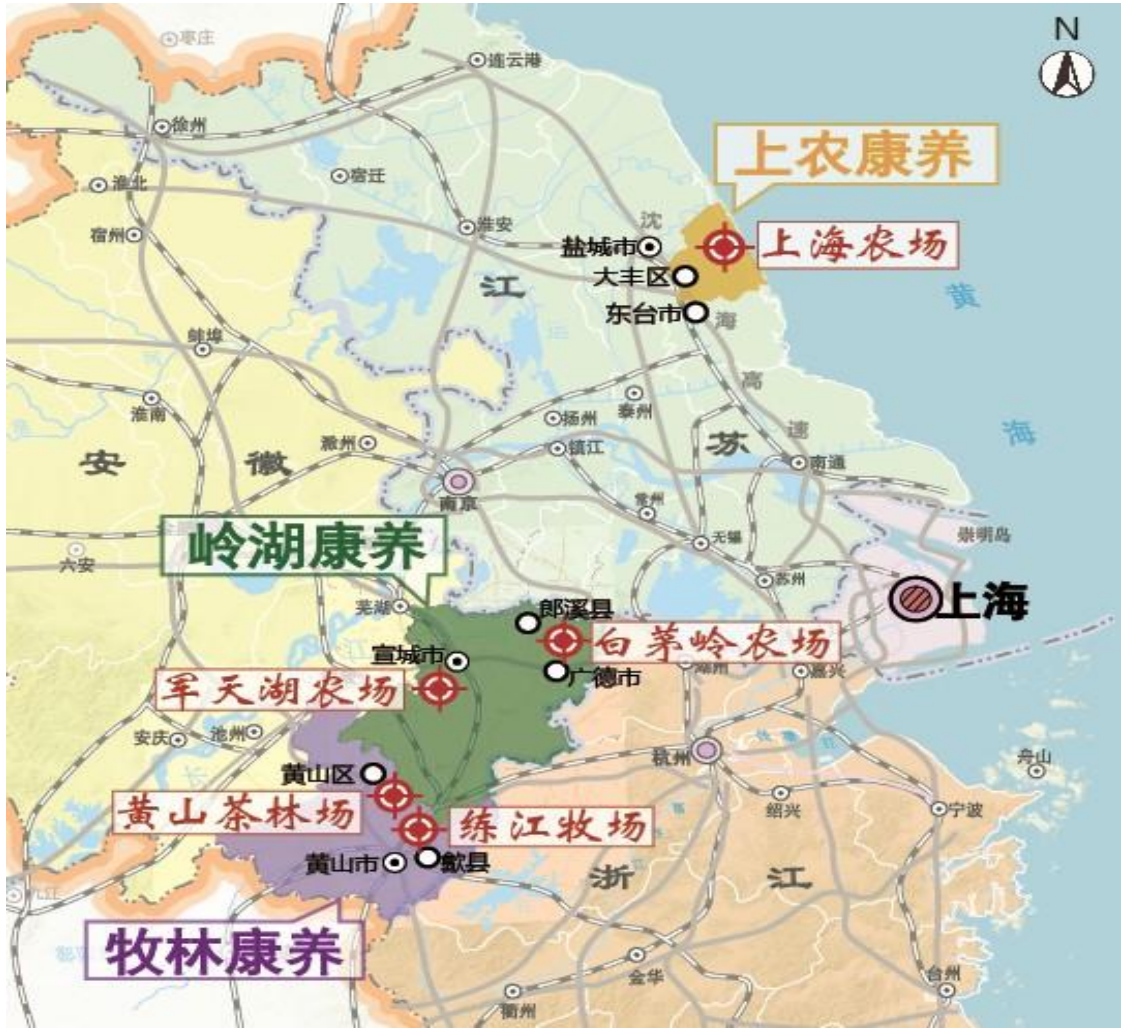 N
枣庄
连云港
徐州
上农康养
宿迁
淮北
淮安
沈
宿州
盐城市
上海农场
大丰区
江
东台市
海
黄
蚌埠
高
泰州
淮南
扬州
速
海
苏
滁州
镇江
安
徽
南通
南京
常州
岭湖康养
无锡
崇明岛
六安
苏州
芜湖
郎溪县
上海
白茅岭农场
宣城市
湖州
嘉兴
广德市
军天湖农场
池州
安庆
杭州
舟山
黄山区
黄山茶林场
绍兴
宁波
练江牧场
黄山市
歙县
浙
江
九江
牧林康养
金华
台州
衢州